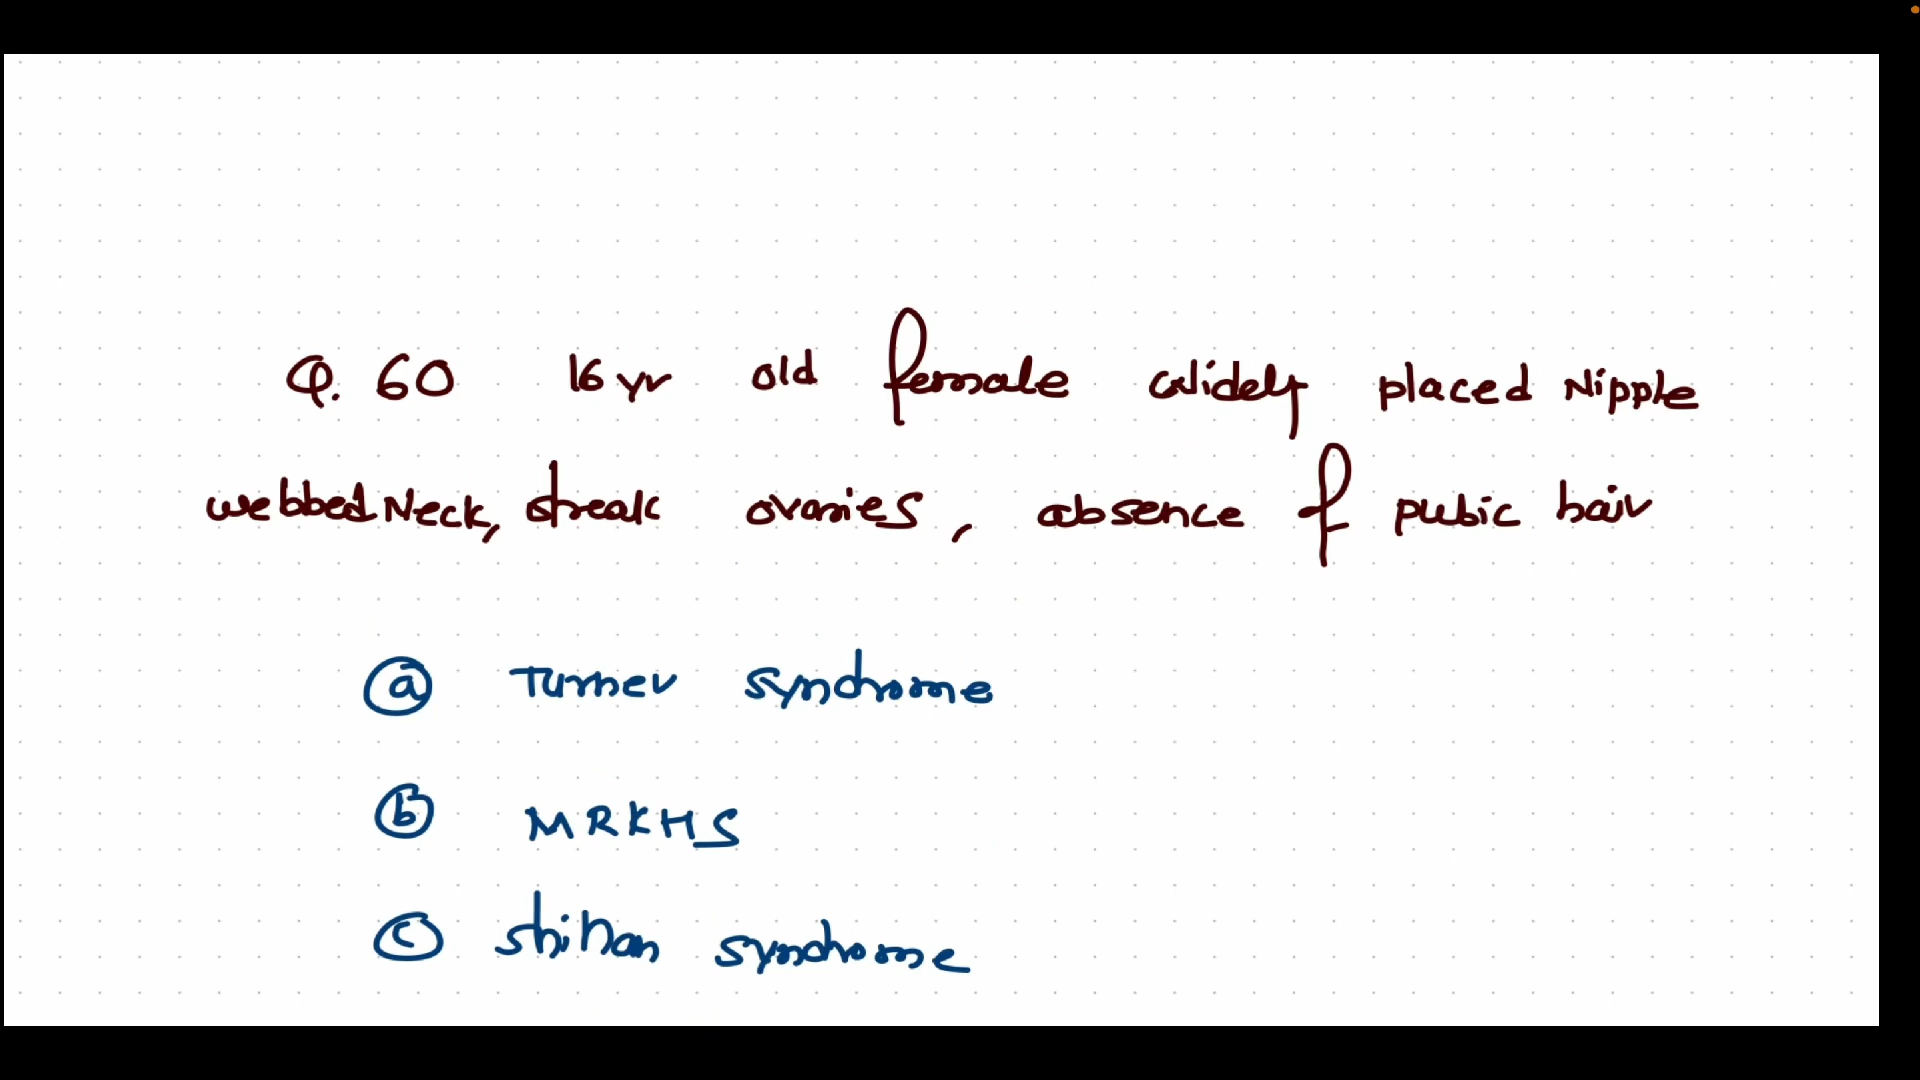 Q. 60 16 yr old female widely placed Nipple
webbed Neck, streak ovaries, absence of pubic hair
a Turner syndrome
b MRKHS
c shihan syndrome